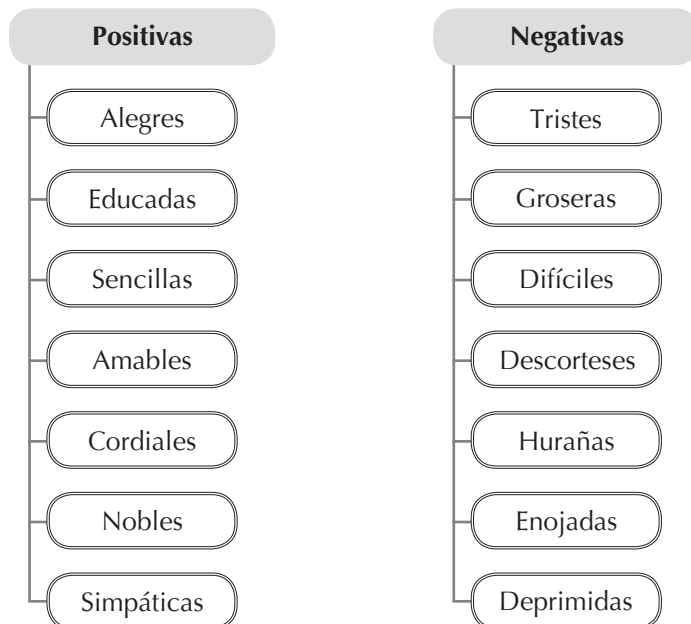 Positivas
Alegres
Educadas
Sencillas
Amables
Cordiales
Nobles
Simpáticas
Negativas
Tristes
Groseras
Difíciles
Descorteses
Hurañas
Enojadas
Deprimidas